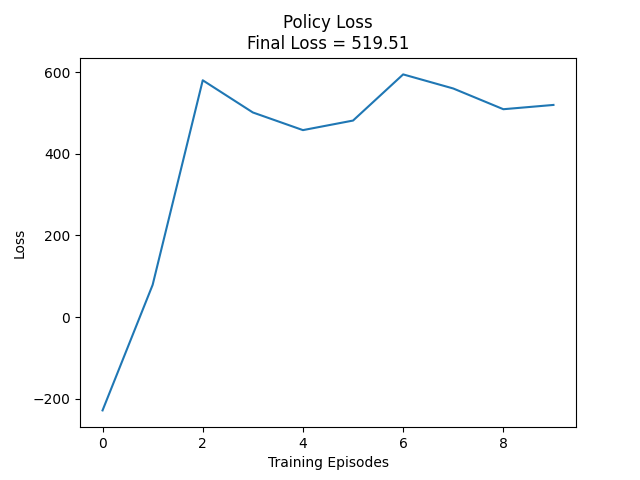 Policy Loss
Final Loss = 519.51
600
400
200
0
−200
Loss
0 2 4 6 8
Training Episodes